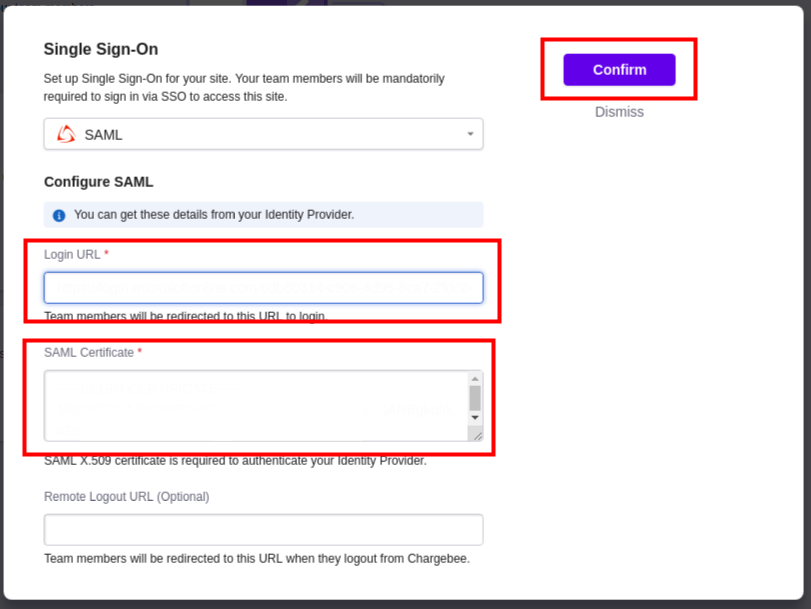 Single Sign-On
Confirm
Set up Single Sign-On for your site. Your team members will be mandatorily
required to sign in via SSO to access this site.
Dismiss
SAML
Configure SAML
You can get these details from your Identity Provider.
Login URL *
Team members will be redirected to this URL to login.
SAML Certificate *
SAML X.509 certificate is required to authenticate your Identity Provider.
Remote Logout URL (Optional)
Team members will be redirected to this URL when they logout from Chargebee.